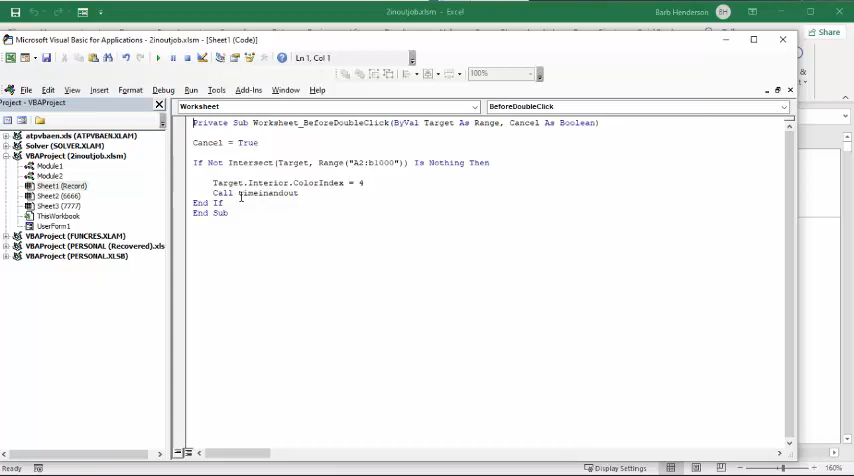 2inoutjob.xlsm - Excel
Barb Henderson
BH
Share
Microsoft Visual Basic for Applications - 2inoutjob.xlsm - [Sheet1 (Code)]
Ln 1, Col 1
100%
File Edit View Insert Format Debug Run Tools Add-Ins Window Help
Project - VBAProject
Worksheet
BeforeDoubleClick
atpvbaen.xls (ATPVBAEN.XLAM)
Solver (SOLVER.XLAM)
VBAProject (2inoutjob.xlsm)
Module1
Module2
Sheet1 (Record)
Sheet2 (6666)
Sheet3 (7777)
ThisWorkbook
UserForm1
VBAProject (FUNCRES.XLAM)
VBAProject (PERSONAL (Recovered).xls
VBAProject (PERSONAL.XLSB)
Private Sub Worksheet_BeforeDoubleClick(ByVal Target As Range, Cancel As Boolean)
Cancel = True
If Not Intersect(Target, Range("A2:b1000")) Is Nothing Then
Target.Interior.ColorIndex = 4
Call timeinandout
End If
End Sub
Ready
Display Settings
160%